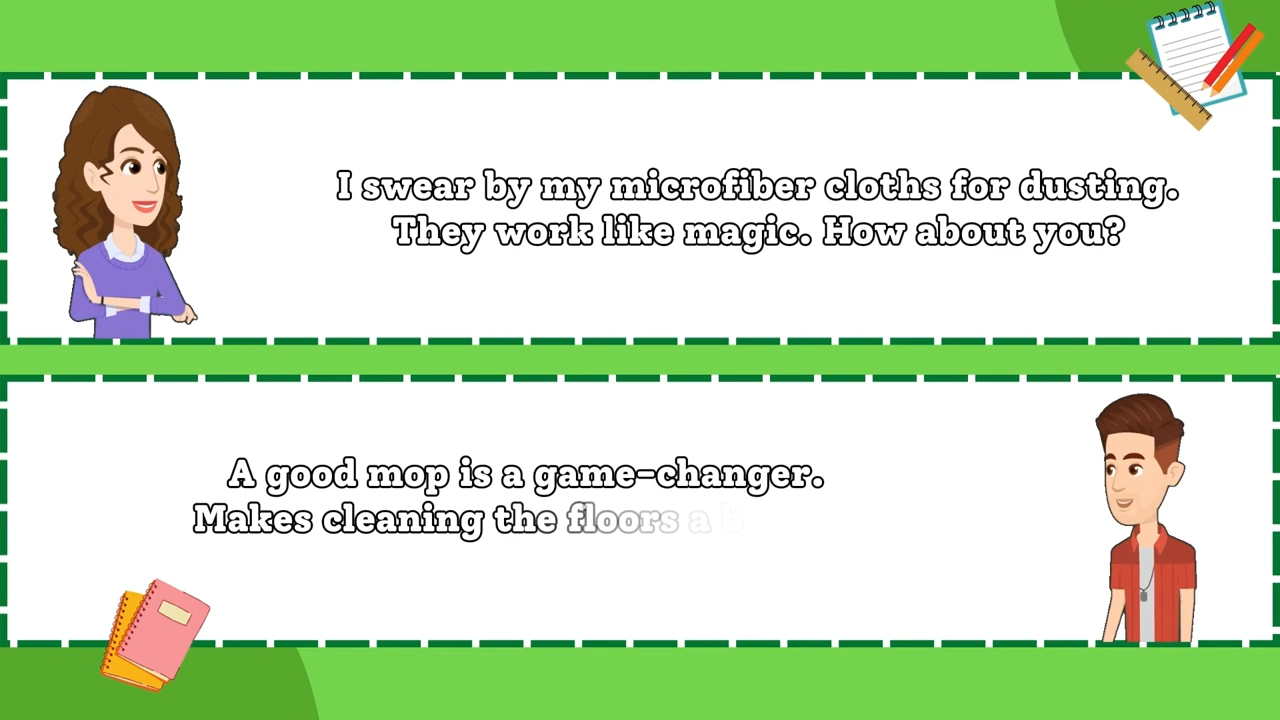 I swear by my microfiber cloths for dusting.
They work like magic. How about you?
A good mop is a game-changer.
Makes cleaning the floors a b